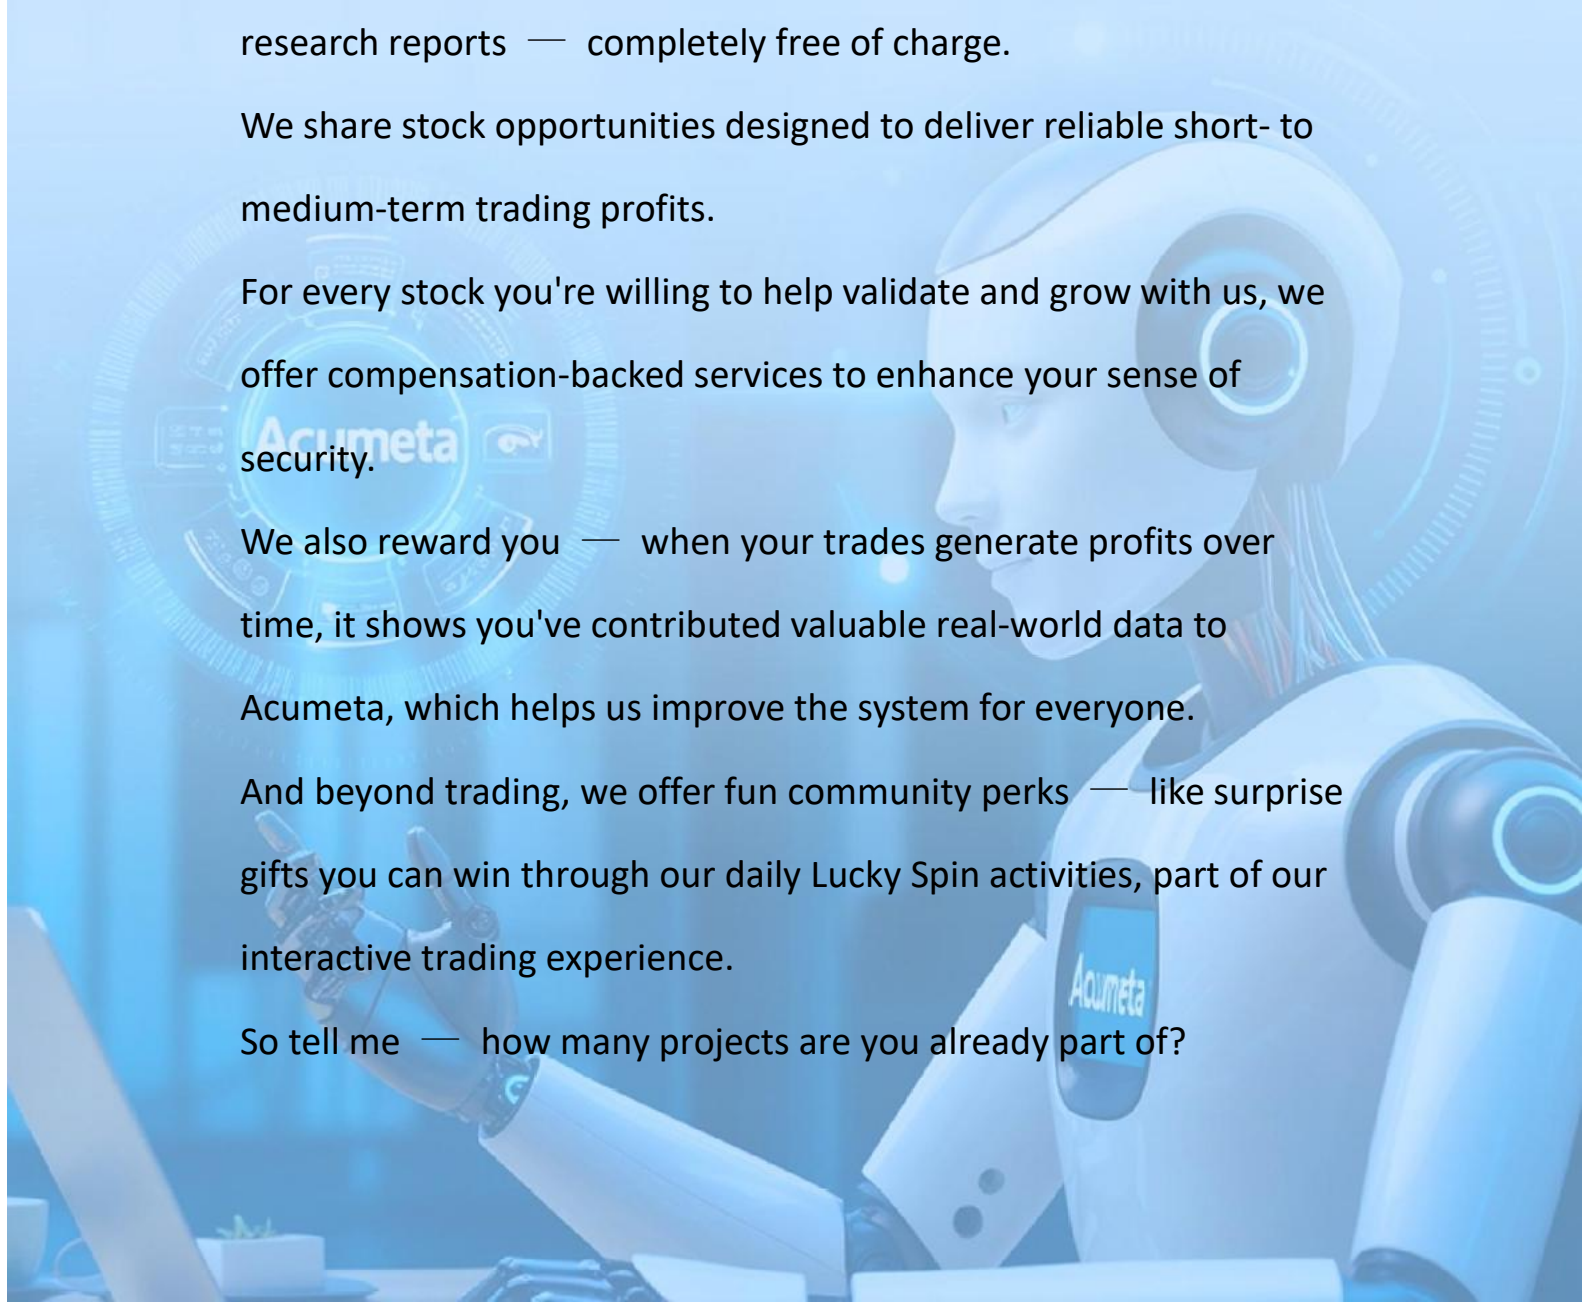 research reports — completely free of charge.
We share stock opportunities designed to deliver reliable short- to
medium-term trading profits.
For every stock you're willing to help validate and grow with us, we
offer compensation-backed services to enhance your sense of
Acumeta
security.
We also reward you — when your trades generate profits over
time, it shows you've contributed valuable real-world data to
Acumeta, which helps us improve the system for everyone.
And beyond trading, we offer fun community perks — like surprise
gifts you can win through our daily Lucky Spin activities, part of our
interactive trading experience.
Acumeta
So tell me — how many projects are you already part of?